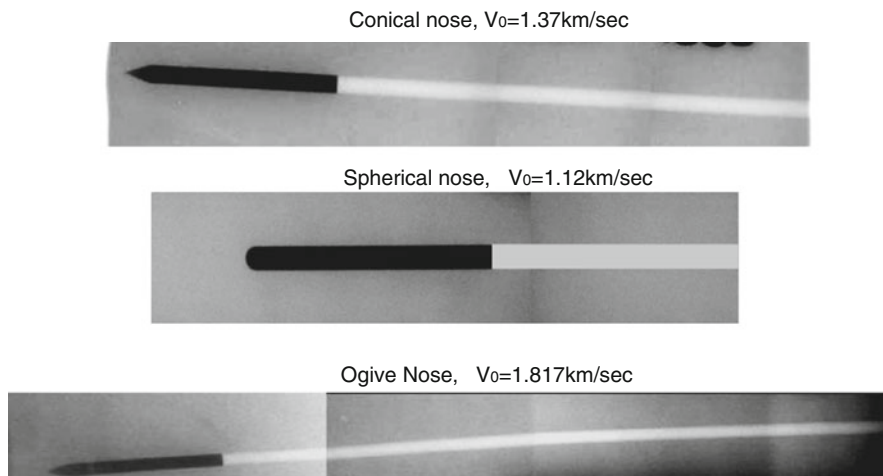 Conical nose, V0=1.37km/sec
Spherical nose, V0=1.12km/sec
Ogive Nose, V0=1.817km/sec